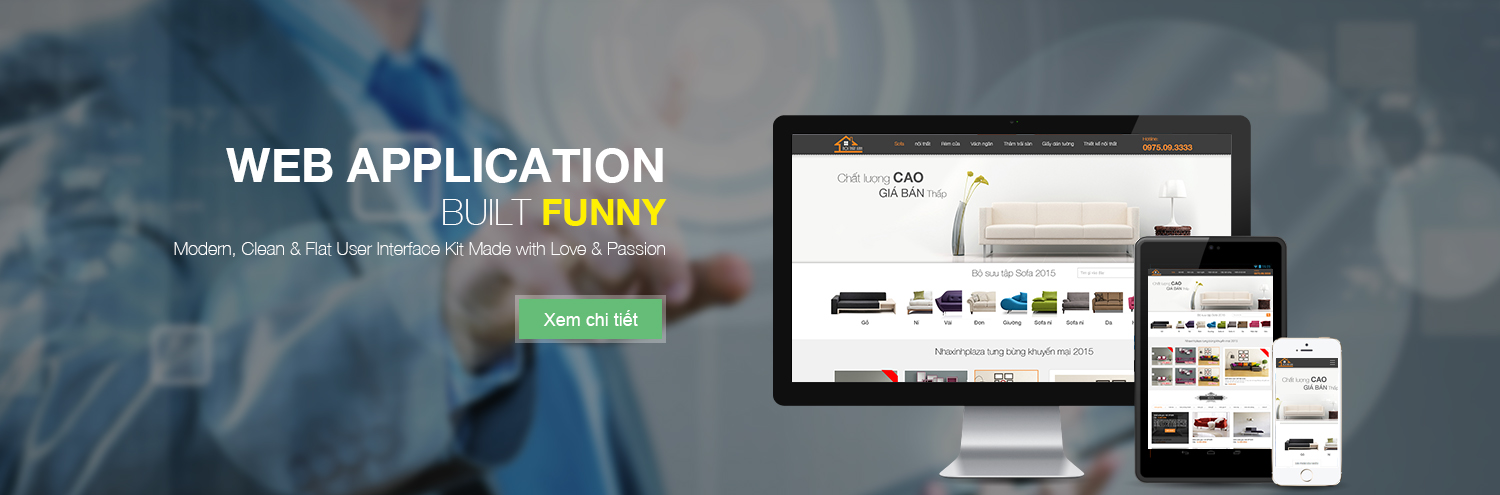 WEB APPLICATION
BUILT FUNNY
Modern, Clean & Flat User Interface Kit Made with Love & Passion
Xem chi tiết
Sofa nội thất Rèm cửa Vách ngăn Thảm trải sàn Giấy dán tường Thiết kế nội thất
Hotline
0975.09.3333
Chất lượng CAO
GIÁ BÁN Thấp
Bộ sưu tập Sofa 2015
Gỗ Nỉ Vải Đơn Giường Sofa nỉ Sofa nỉ Da
Nhaxinhplaza tung bừng khuyến mại 2015
Chất lượng CAO
GIÁ BÁN Thấp
Chất lượng CAO
GIÁ BÁN Thấp